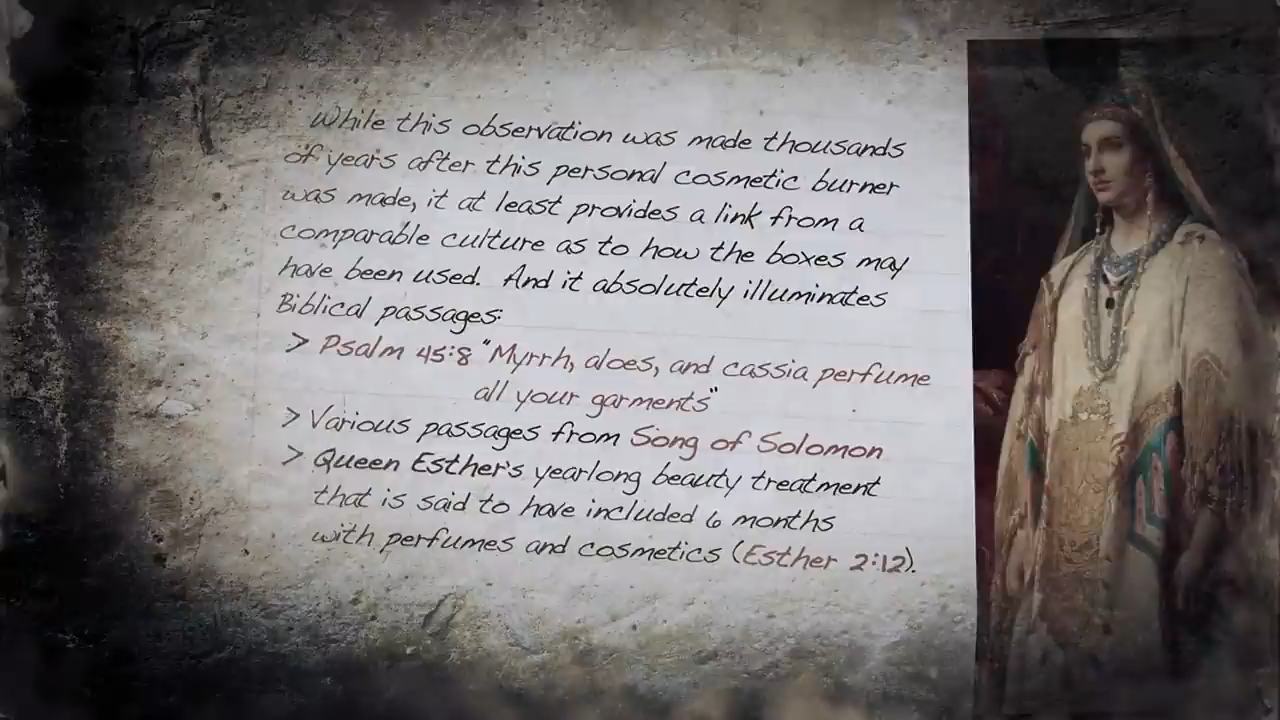 While this observation was made thousands
of years after this personal cosmetic burner
was made, it at least provides a link from a
comparable culture as to how the boxes may
have been used. And it absolutely illuminates
Biblical passages:
> Psalm 45:8 "Myrrh, aloes, and cassia perfume
all your garments"
> Various passages from Song of Solomon
> Queen Esther's yearlong beauty treatment
that is said to have included 6 months
with perfumes and cosmetics (Esther 2:12).